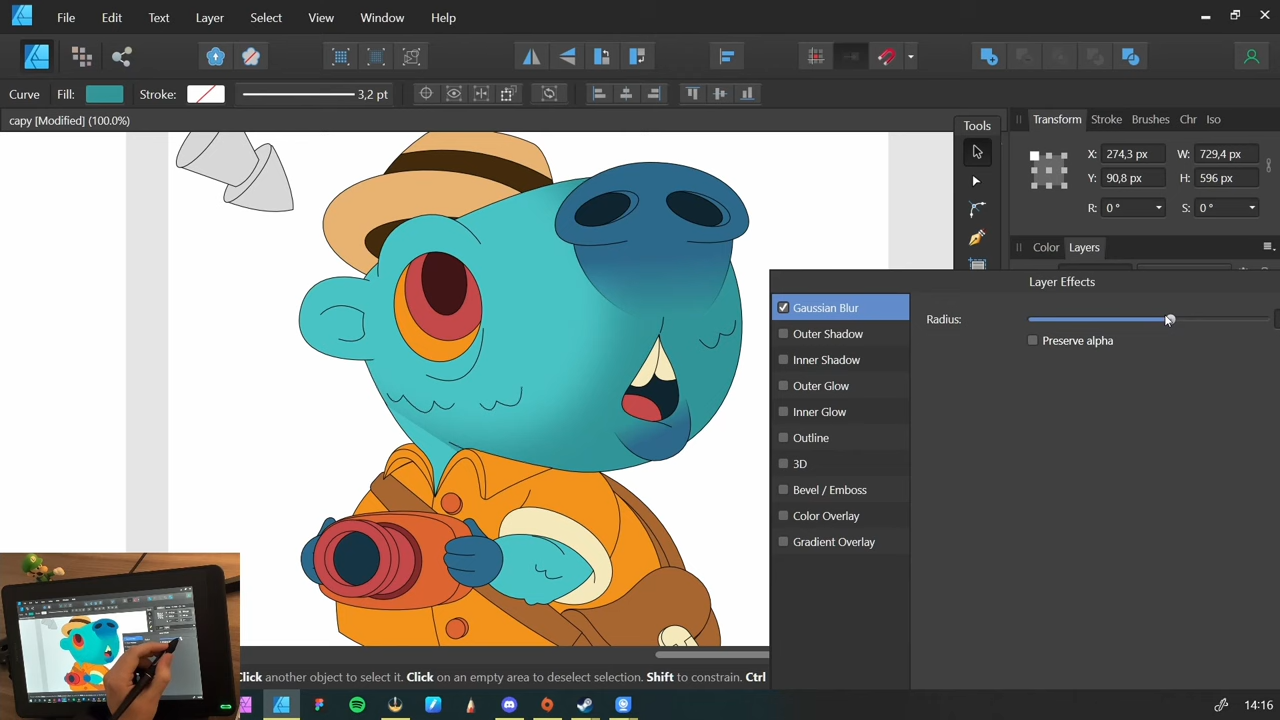 File Edit Text Layer Select View Window Help
Curve Fill: Stroke: 3,2 pt
capy [Modified] (100.0%)
Tools
Transform Stroke Brushes Chr Iso
X: 274,3 px W: 729,4 px
Y: 90,8 px H: 596 px
R: 0 ° S: 0 °
Color Layers
Layer Effects
Gaussian Blur
Outer Shadow
Inner Shadow
Outer Glow
Inner Glow
Outline
3D
Bevel / Emboss
Color Overlay
Gradient Overlay
Radius:
Preserve alpha
Click another object to select it. Click on an empty area to deselect selection. Shift to constrain. Ctrl
14:16